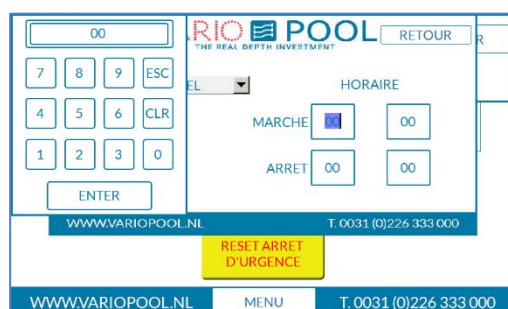 00
RIO POOL
THE REAL DEPTH INVESTMENT
RETOUR
R
7 8 9 ESC
EL
HORAIRE
4 5 6 CLR
MARCHE 00 00
1 2 3 0
ARRET 00 00
ENTER
WWW.VARIOPOOL.NL T. 0031 (0)226 333 000
RESET ARRET
D'URGENCE
WWW.VARIOPOOL.NL MENU T. 0031 (0)226 333 000